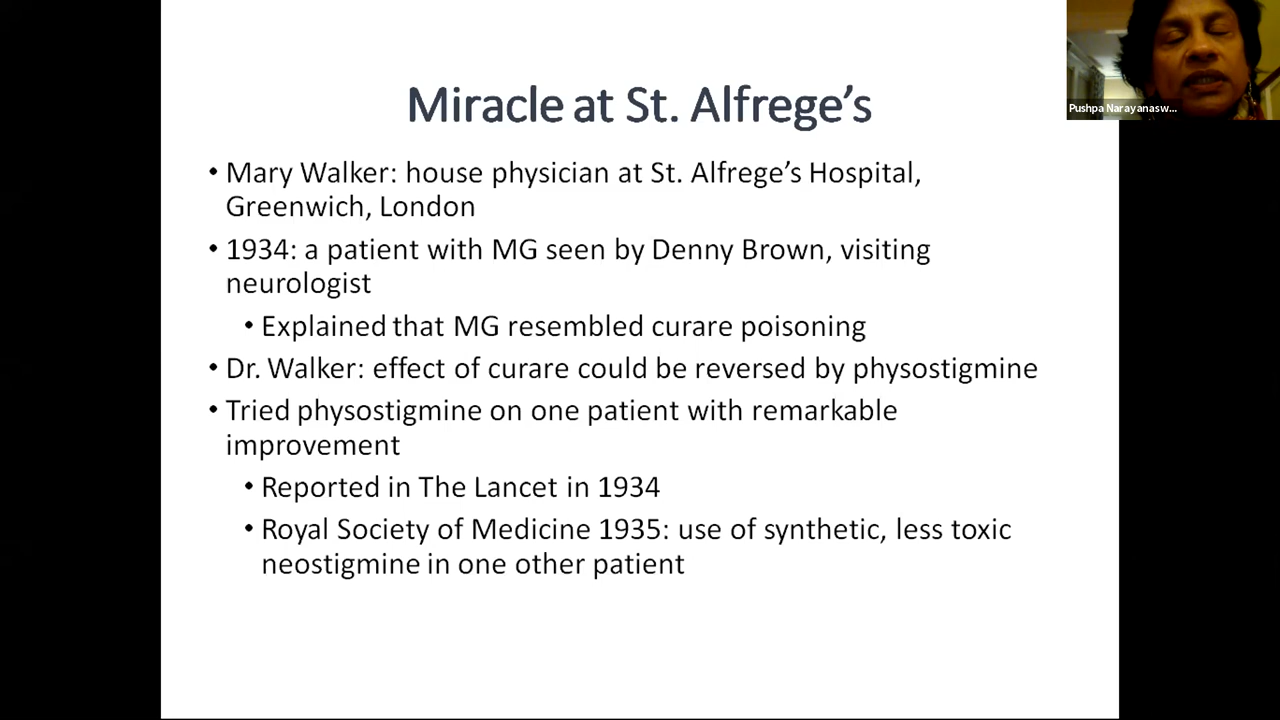 Miracle at St. Alfrege's
• Mary Walker: house physician at St. Alfrege's Hospital,
Greenwich, London
• 1934: a patient with MG seen by Denny Brown, visiting
neurologist
• Explained that MG resembled curare poisoning
• Dr. Walker: effect of curare could be reversed by physostigmine
• Tried physostigmine on one patient with remarkable
improvement
• Reported in The Lancet in 1934
• Royal Society of Medicine 1935: use of synthetic, less toxic
neostigmine in one other patient
Pushpa Narayanasw...